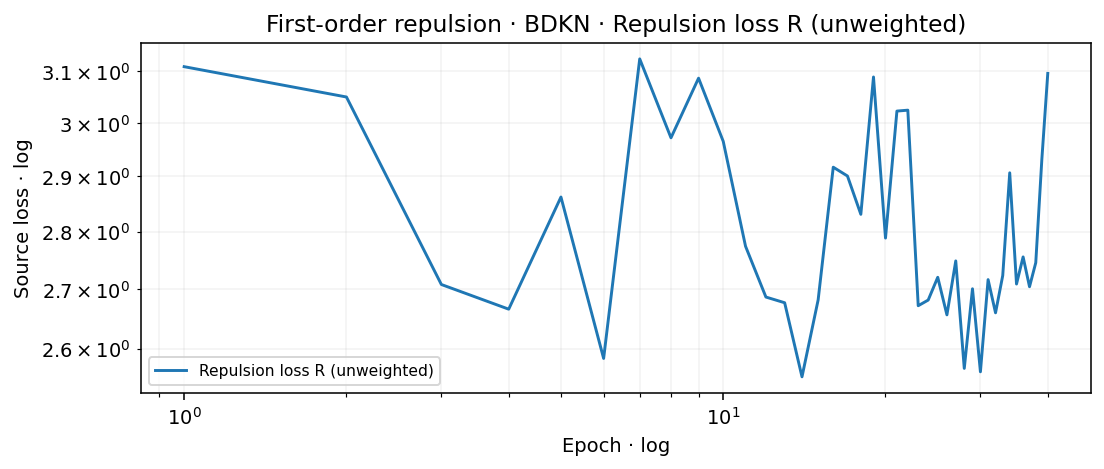 First-order repulsion · BDKN · Repulsion loss R (unweighted)
Source loss · log
3.1 × 10⁰
3 × 10⁰
2.9 × 10⁰
2.8 × 10⁰
2.7 × 10⁰
2.6 × 10⁰
Repulsion loss R (unweighted)
10⁰
10¹
Epoch · log